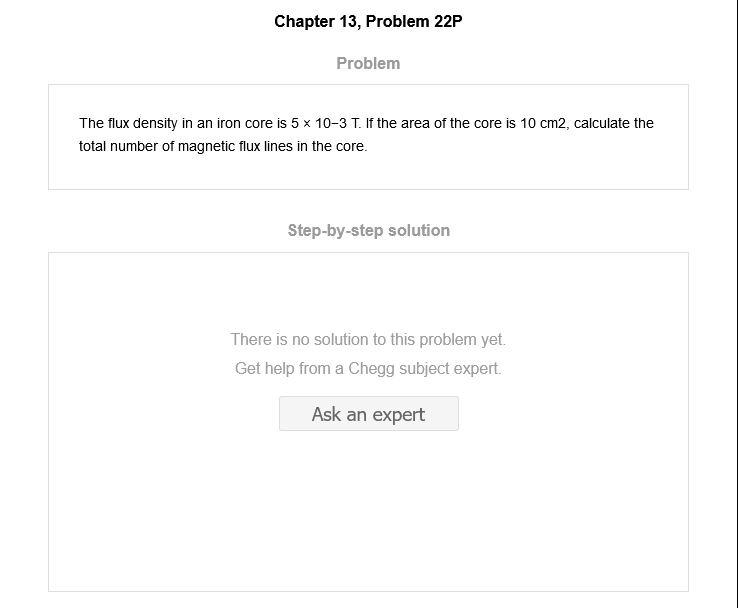 Chapter 13, Problem 22P
Problem
The flux density in an iron core is 5 × 10−3 T. If the area of the core is 10 cm2, calculate the
total number of magnetic flux lines in the core.
Step-by-step solution
There is no solution to this problem yet.
Get help from a Chegg subject expert.
Ask an expert